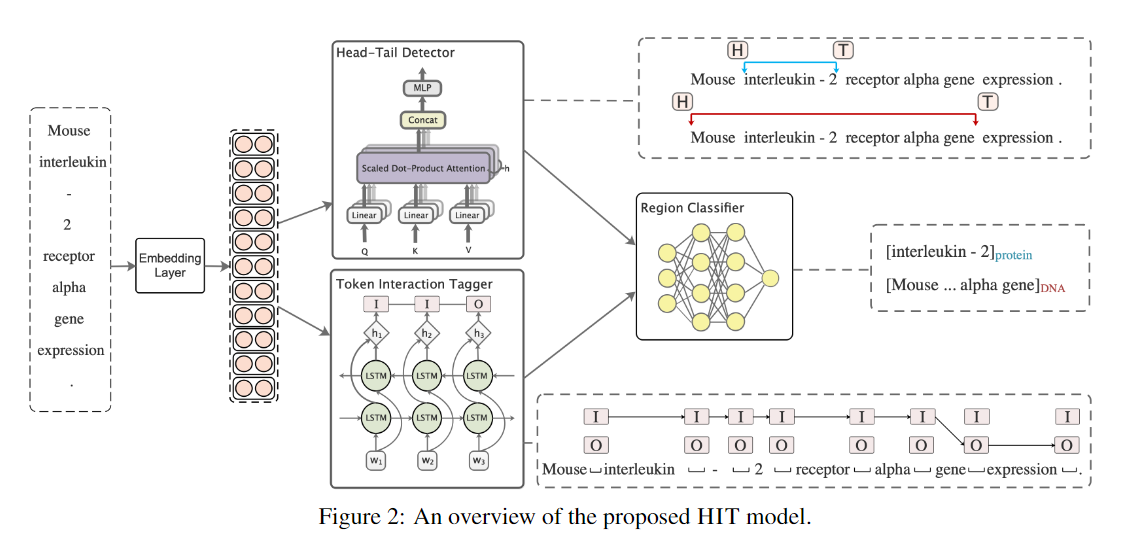 Mouse
interleukin
-
2
receptor
alpha
gene
expression
.
Embedding
Layer
Head-Tail Detector
MLP
Concat
Scaled Dot-Product Attention
h
Linear
Linear
Linear
Q
K
V
Token Interaction Tagger
I
I
O
h1
h2
h3
LSTM
LSTM
LSTM
LSTM
LSTM
LSTM
w1
w2
w3
H
T
Mouse interleukin - 2 receptor alpha gene expression .
H
T
Mouse interleukin - 2 receptor alpha gene expression .
Region Classifier
[interleukin - 2]protein
[Mouse ... alpha gene]DNA
I I I I I I I I
O O O O O O O O
Mouse interleukin - 2 receptor alpha gene expression .
Figure 2: An overview of the proposed HIT model.